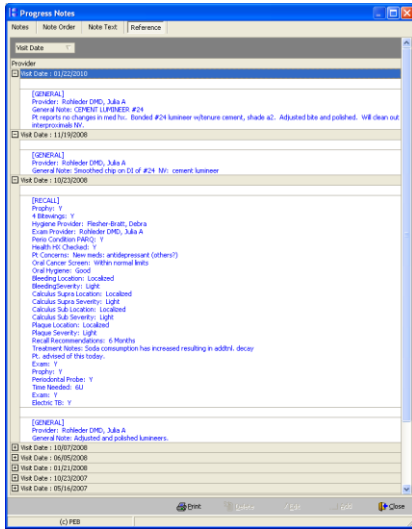 Progress Notes
Notes Note Order Note Text Reference
Visit Date
Provider
Visit Date : 01/22/2010
[GENERAL]
Provider: Rohleder DMD, Julia A
General Note: CEMENT LUMINEER #24
Pt reports no changes in med hx. Bonded #24 lumineer w/tenure cement, shade a2. Adjusted bite and polished. Will clean out
interproximals NV.
Visit Date : 11/19/2008
[GENERAL]
Provider: Rohleder DMD, Julia A
General Note: Smoothed chip on DI of #24 NV: cement lumineer
Visit Date : 10/23/2008
[RECALL]
Prophy: Y
4 Bitewings: Y
Hygiene Provider: Flesher-Bratt, Debra
Exam Provider: Rohleder DMD, Julia A
Perio Condition PARQ: Y
Health HX Checked: Y
Pt Concerns: New meds: antidepressant (others?)
Oral Cancer Screen: Within normal limits
Oral Hygiene: Good
Bleeding Location: Localized
BleedingSeverity: Light
Calculus Supra Location: Localized
Calculus Supra Severity: Light
Calculus Sub Location: Localized
Calculus Sub Severity: Light
Plaque Location: Localized
Plaque Severity: Light
Recall Recommendations: 6 Months
Treatment Notes: Soda comsumption has increased resulting in addtnl. decay
Pt. advised of this today.
Exam: Y
Prophy: Y
Periodontal Probe: Y
Time Needed: 6U
Exam: Y
Electric TB: Y
[GENERAL]
Provider: Rohleder DMD, Julia A
General Note: Adjusted and polished lumineers.
Visit Date : 10/07/2008
Visit Date : 06/05/2008
Visit Date : 01/21/2008
Visit Date : 10/23/2007
Visit Date : 05/16/2007
Print Delete Edit Close
(c) PEB